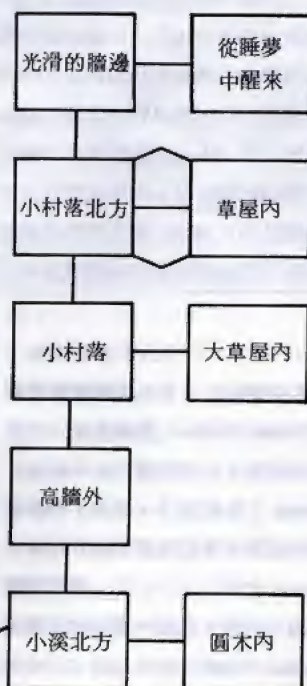 光滑的牆邊
從睡夢
中醒來
小村落北方
草屋內
小村落
大草屋內
高牆外
小溪北方
圓木內